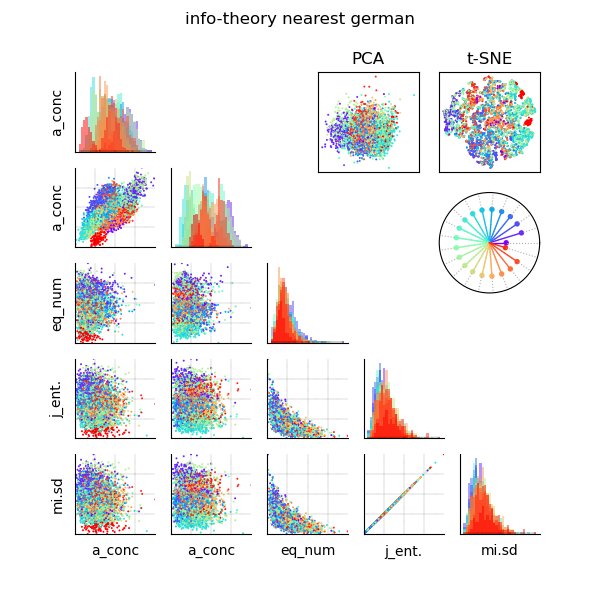 info-theory nearest german
PCA
t-SNE
a_conc
a_conc
eq_num
j_ent.
mi.sd
a_conc
a_conc
eq_num
j_ent.
mi.sd